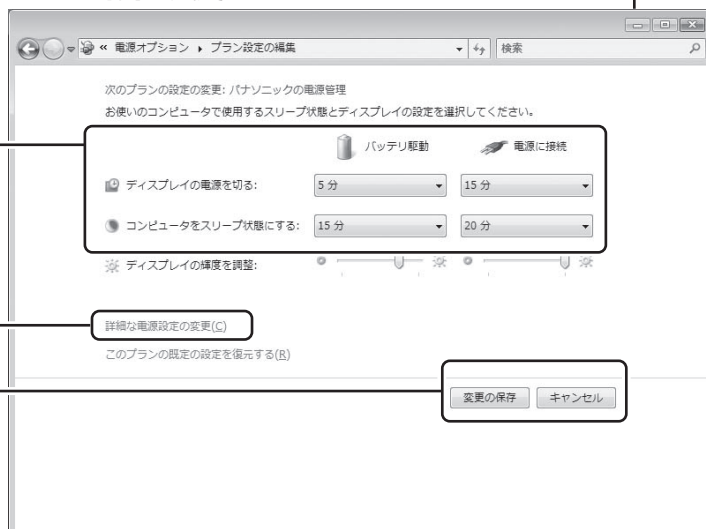 電源オプション プラン設定の編集 検索
次のプランの設定の変更: パナソニックの電源管理
お使いのコンピュータで使用するスリープ状態とディスプレイの設定を選択してください。
バッテリ駆動 電源に接続
ディスプレイの電源を切る: 5 分 15 分
コンピュータをスリープ状態にする: 15 分 20 分
ディスプレイの輝度を調整:
詳細な電源設定の変更(C)
このプランの既定の設定を復元する(R)
変更の保存 キャンセル